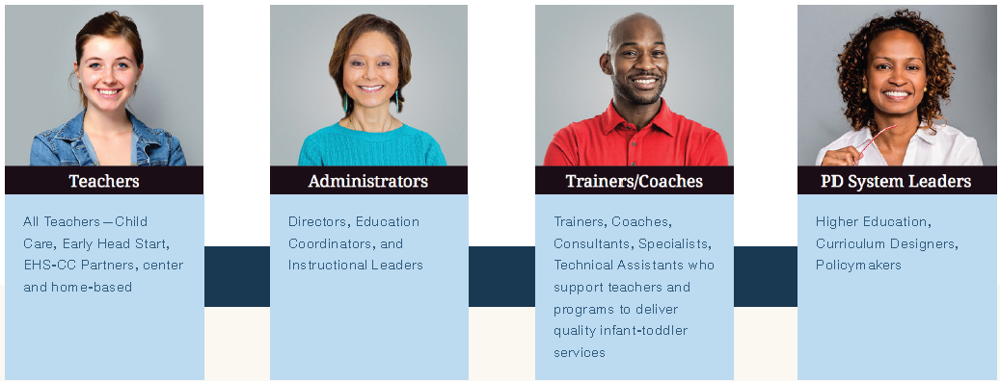 Teachers
All Teachers—Child
Care, Early Head Start,
EHS-CC Partners, center
and home-based
Administrators
Directors, Education
Coordinators, and
Instructional Leaders
Trainers/Coaches
Trainers, Coaches,
Consultants, Specialists,
Technical Assistants who
support teachers and
programs to deliver
quality infant-toddler
services
PD System Leaders
Higher Education,
Curriculum Designers,
Policymakers